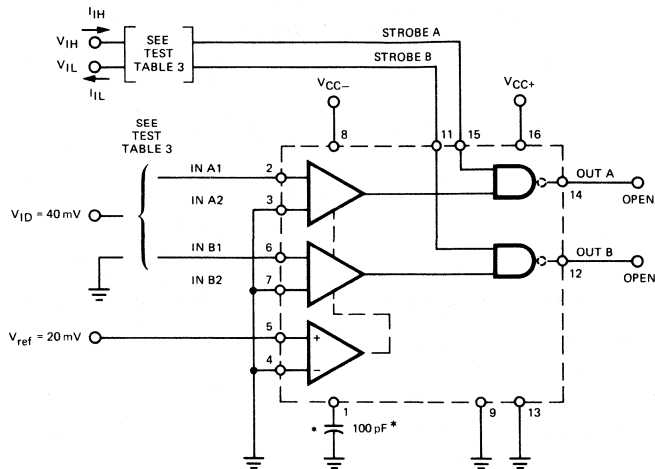 IIH
VIH
VIL
IIL
SEE
TEST
TABLE 3
STROBE A
STROBE B
VCC−
VCC+
8
11
15
16
SEE
TEST
TABLE 3
IN A1
2
IN A2
3
OUT A
14
OPEN
VID = 40 mV
IN B1
6
IN B2
7
OUT B
12
OPEN
Vref = 20 mV
5
+
4
−
1
9
13
* 100 pF *